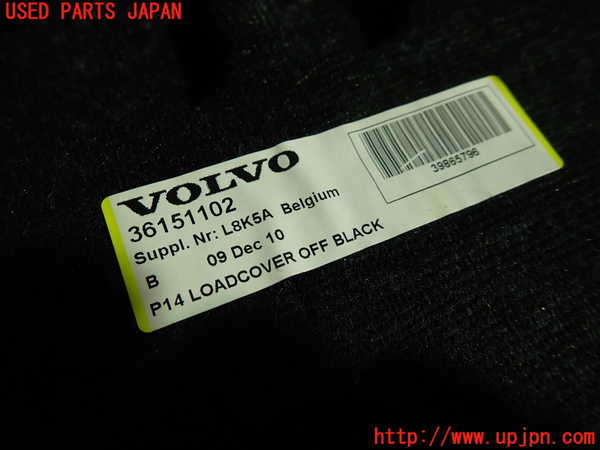 USED PARTS JAPAN
VOLVO
36151102
Suppl. Nr: L8K5A Belgium
B 09 Dec 10
P14 LOADCOVER OFF BLACK
39865796
http://www.upjpn.com/